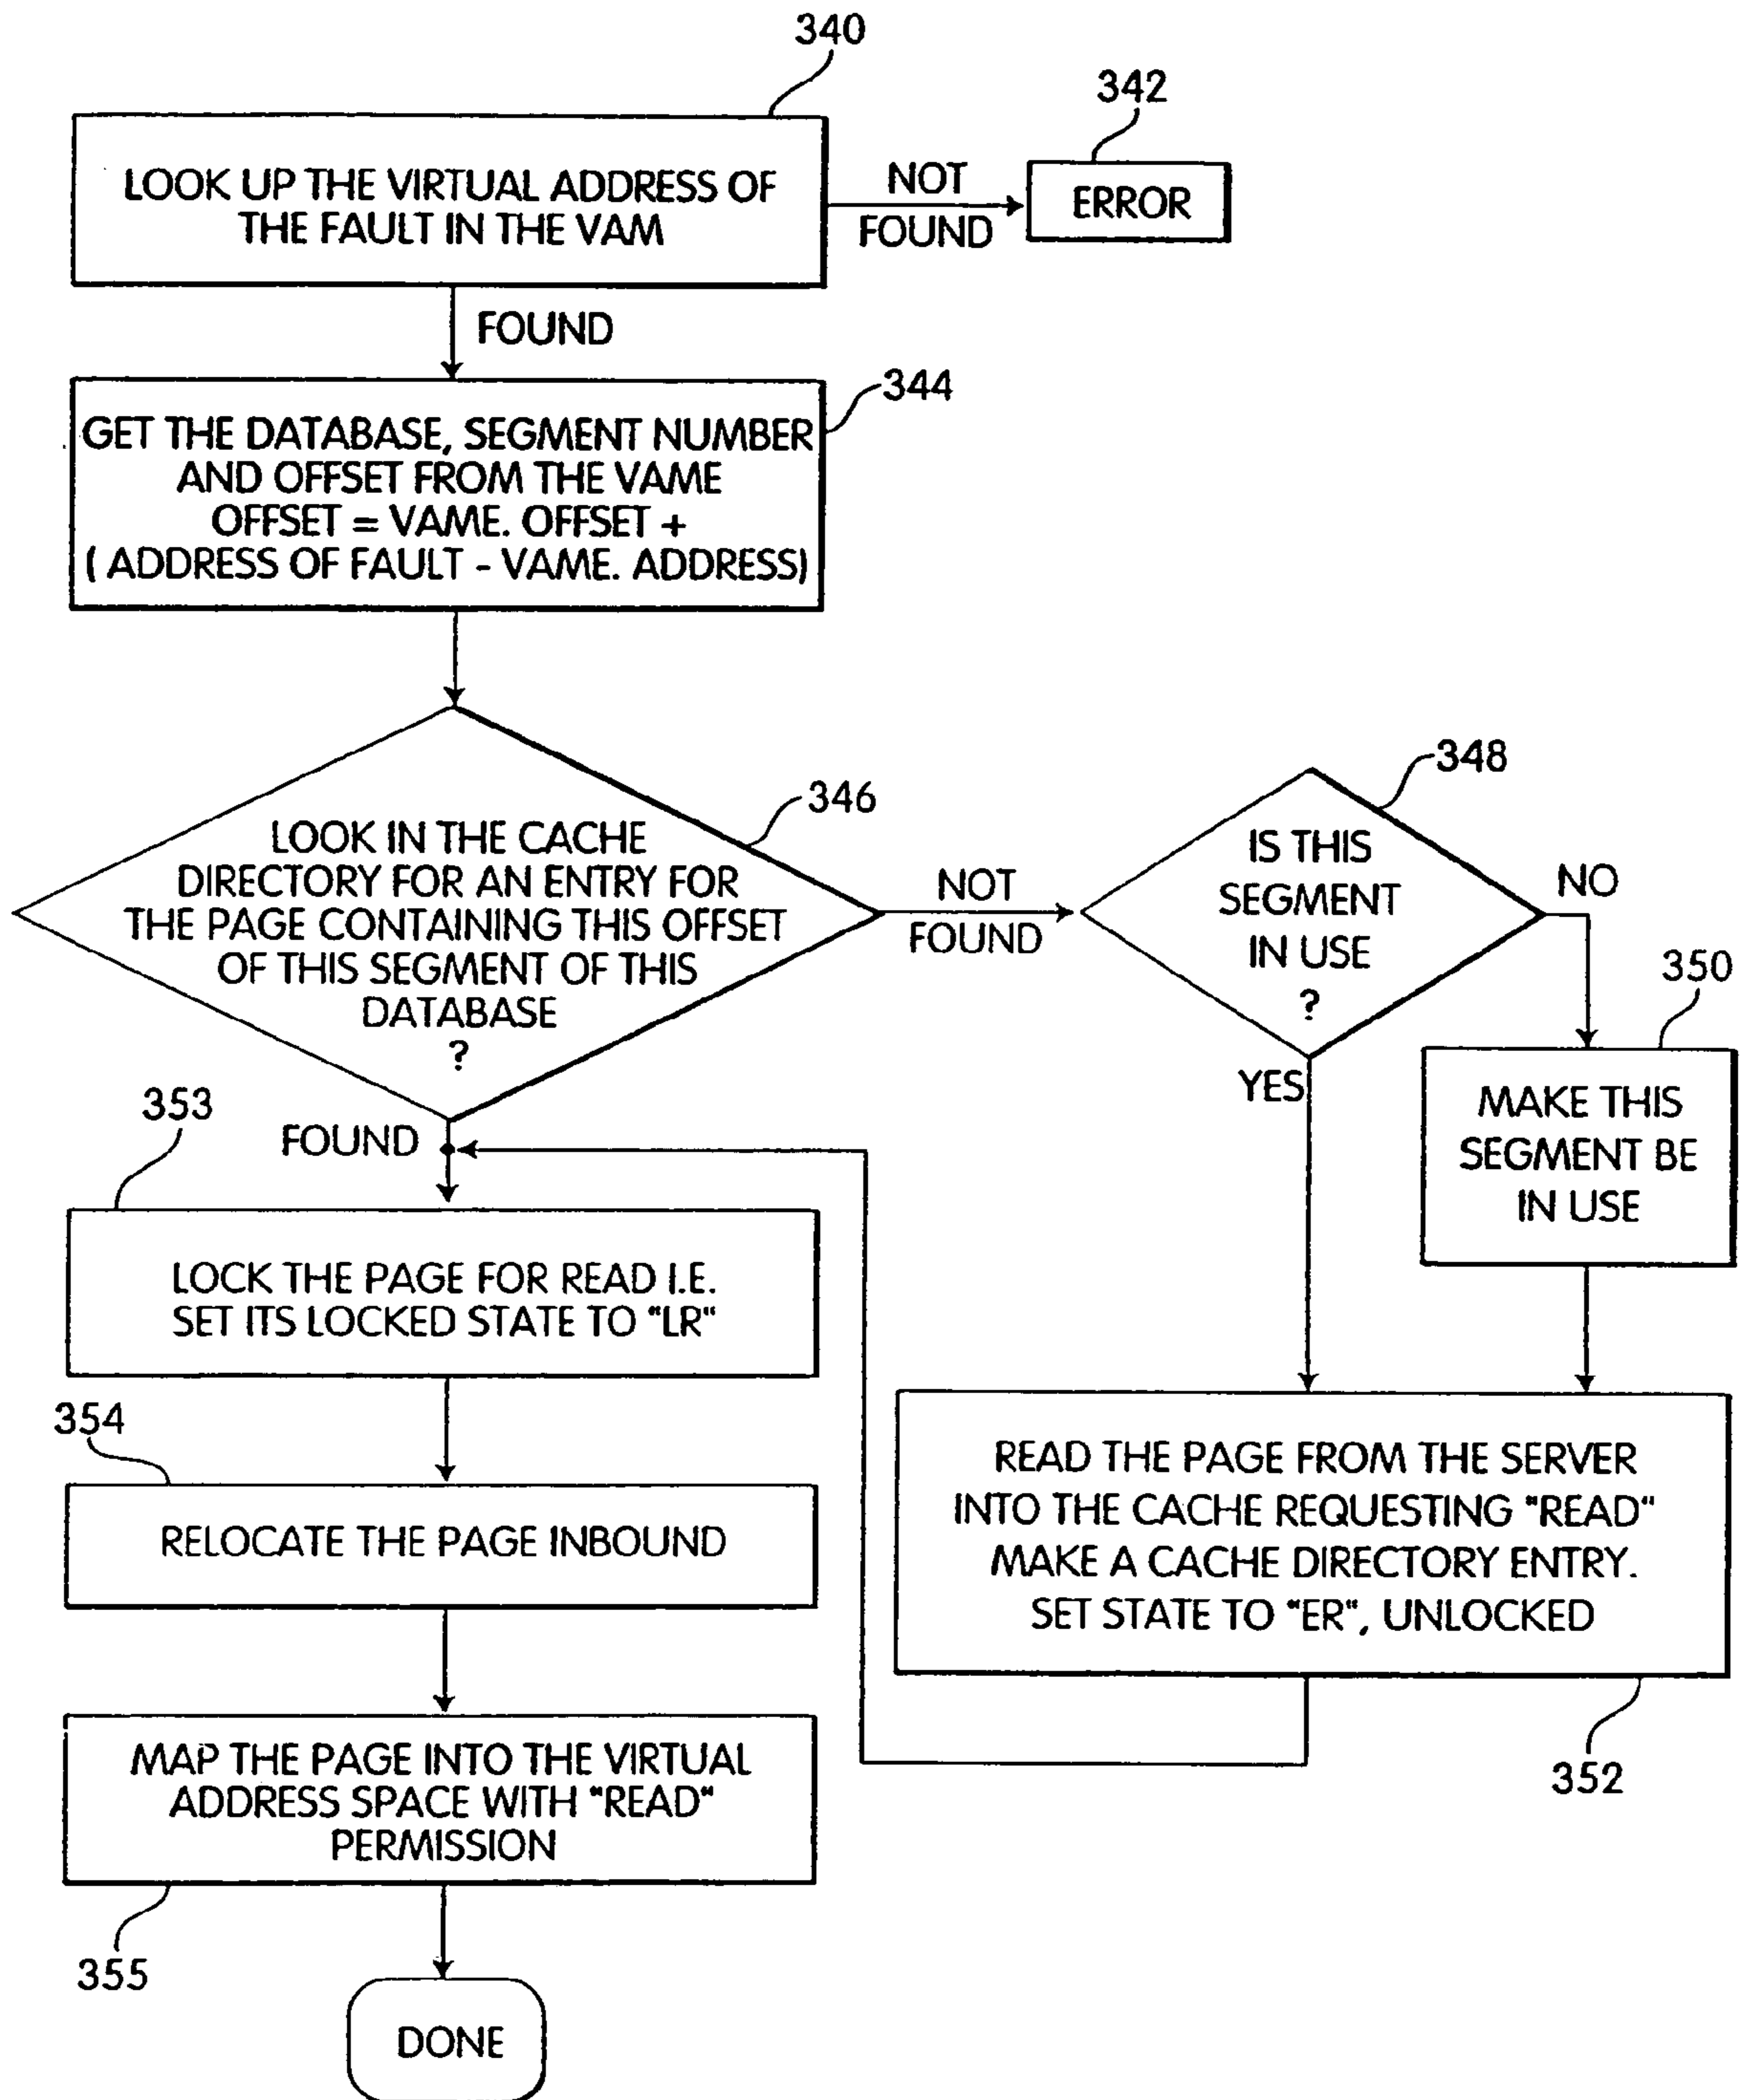 340
342
LOOK UP THE VIRTUAL ADDRESS OF
THE FAULT IN THE VAM
NOT
FOUND
ERROR
FOUND
344
GET THE DATABASE, SEGMENT NUMBER
AND OFFSET FROM THE VAME
OFFSET = VAME. OFFSET +
( ADDRESS OF FAULT - VAME. ADDRESS)
346
LOOK IN THE CACHE
DIRECTORY FOR AN ENTRY FOR
THE PAGE CONTAINING THIS OFFSET
OF THIS SEGMENT OF THIS
DATABASE
?
NOT
FOUND
348
IS THIS
SEGMENT
IN USE
?
NO
YES
350
MAKE THIS
SEGMENT BE
IN USE
FOUND
353
LOCK THE PAGE FOR READ I.E.
SET ITS LOCKED STATE TO "LR"
354
RELOCATE THE PAGE INBOUND
READ THE PAGE FROM THE SERVER
INTO THE CACHE REQUESTING "READ"
MAKE A CACHE DIRECTORY ENTRY.
SET STATE TO "ER", UNLOCKED
352
MAP THE PAGE INTO THE VIRTUAL
ADDRESS SPACE WITH "READ"
PERMISSION
355
DONE